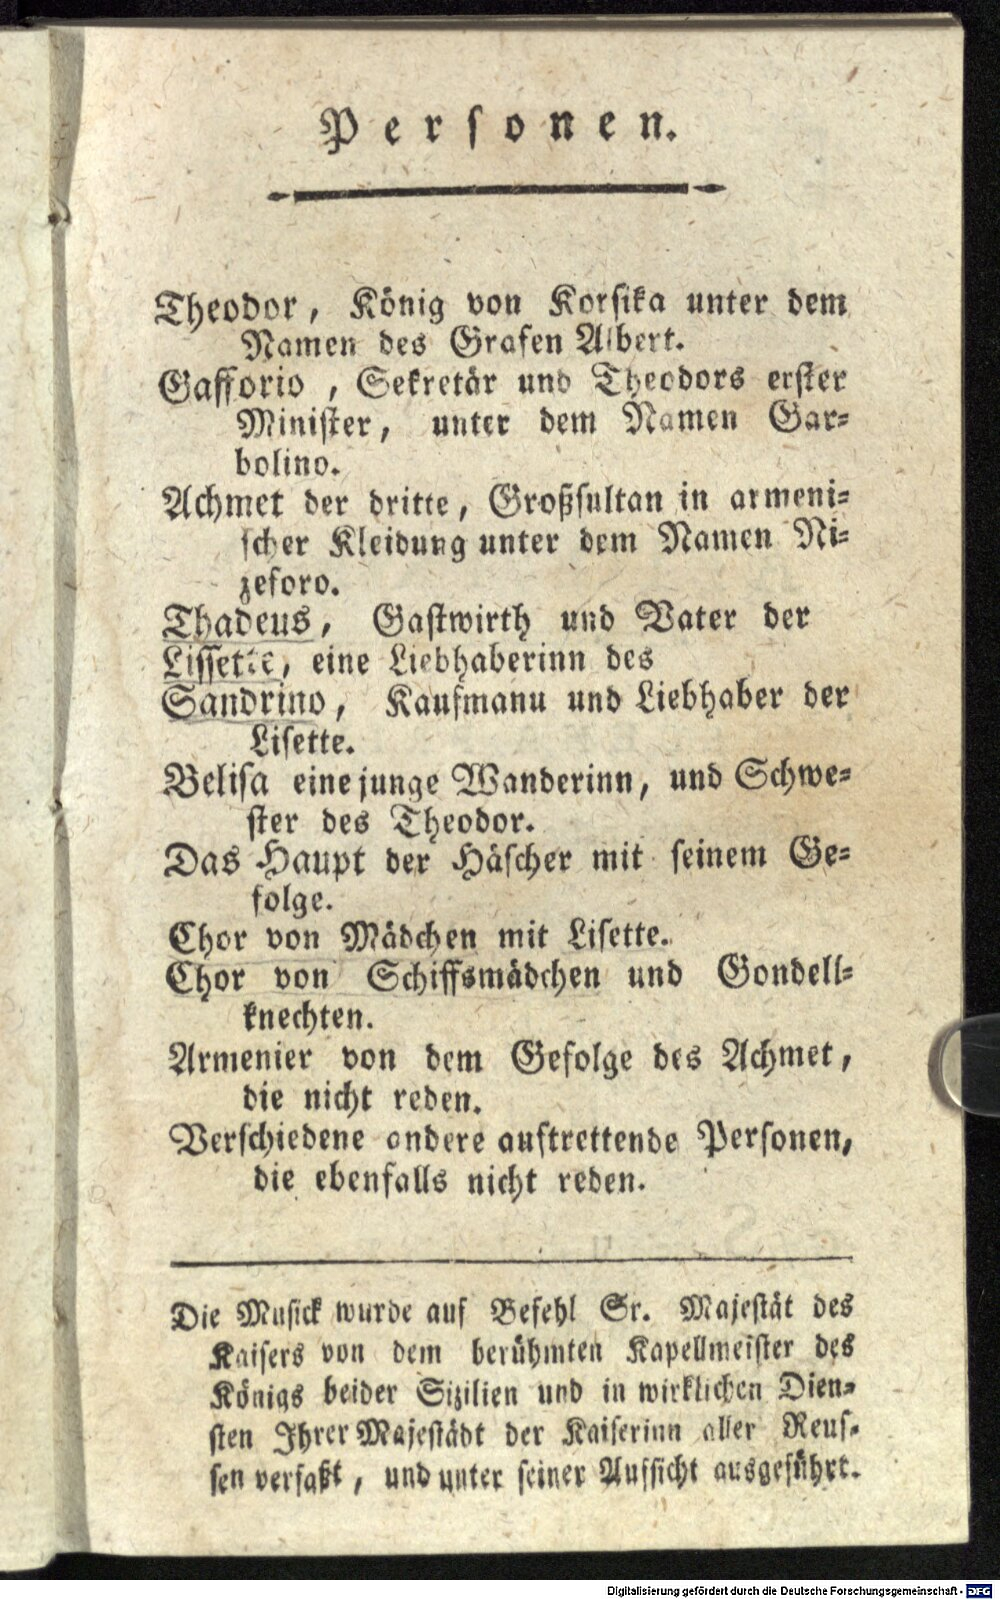 Personen.
Theodor, König von Korsika unter dem
Namen des Grafen Albert.
Gafforio, Sekretär und Theodors erster
Minister, unter dem Namen Gar-
bolino.
Achmet der dritte, Großsultan in armeni-
scher Kleidung unter dem Namen Ni-
zeforo.
Thadeus, Gastwirth und Vater der
Lissette, eine Liebhaberinn des
Sandrino, Kaufmanu und Liebhaber der
Lisette.
Belisa eine junge Wanderinn, und Schwe-
ster des Theodor.
Das Haupt der Häscher mit seinem Ge-
folge.
Chor von Mädchen mit Lisette.
Chor von Schiffsmädchen und Gondell-
knechten.
Armenier von dem Gefolge des Achmet,
die nicht reden.
Verschiedene andere auftrettende Personen,
die ebenfalls nicht reden.
Die Musick wurde auf Befehl Sr. Majestät des
Kaisers von dem berühmten Kapellmeister des
Königs beider Sizilien und in wirklichen Dien-
sten Ihrer Majestädt der Kaiserinn aller Reus-
sen verfaßt, und unter seiner Aufsicht ausgeführt.
Digitalisierung gefördert durch die Deutsche Forschungsgemeinschaft - DFG